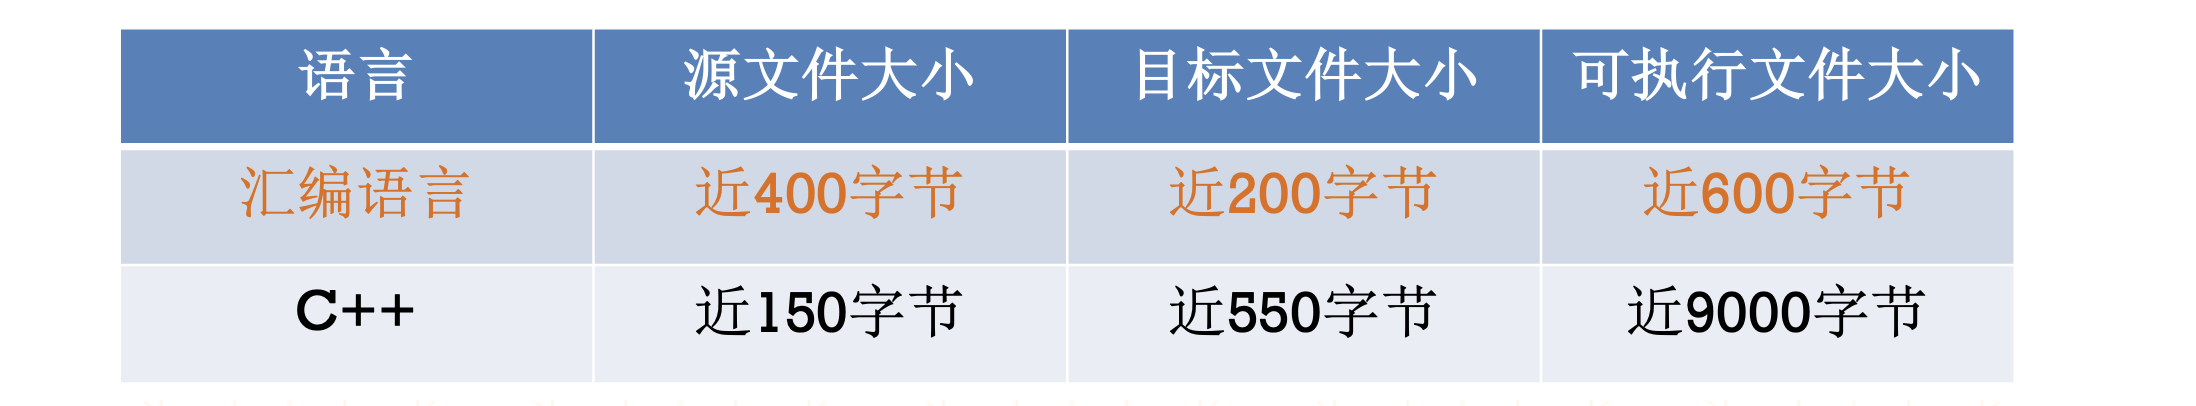 语言 源文件大小 目标文件大小 可执行文件大小
汇编语言 近400字节 近200字节 近600字节
C++ 近150字节 近550字节 近9000字节